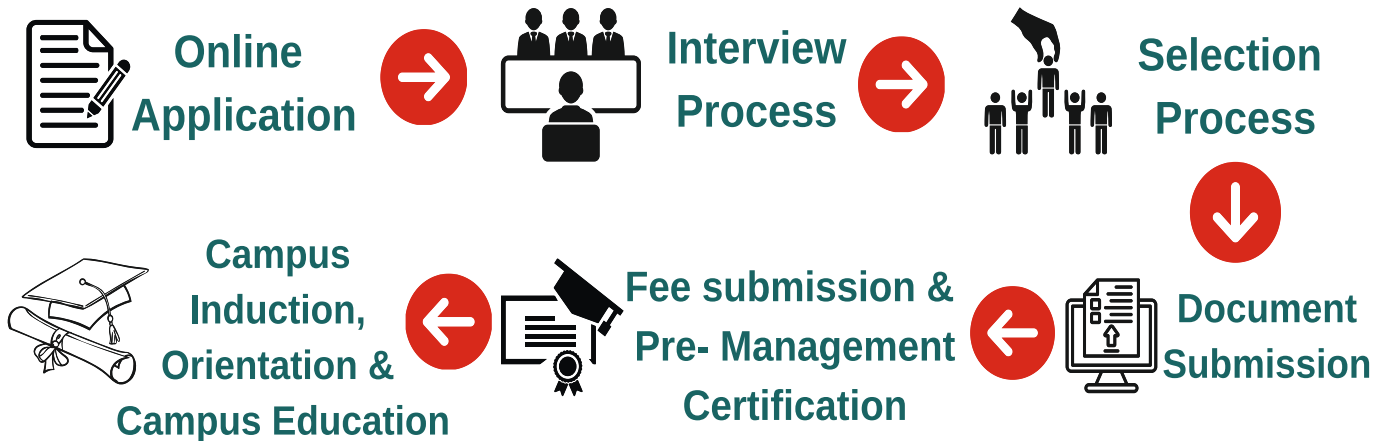 Online
Application
Interview
Process
Selection
Process
Document
Submission
Fee submission &
Pre- Management
Certification
Campus
Induction,
Orientation &
Campus Education